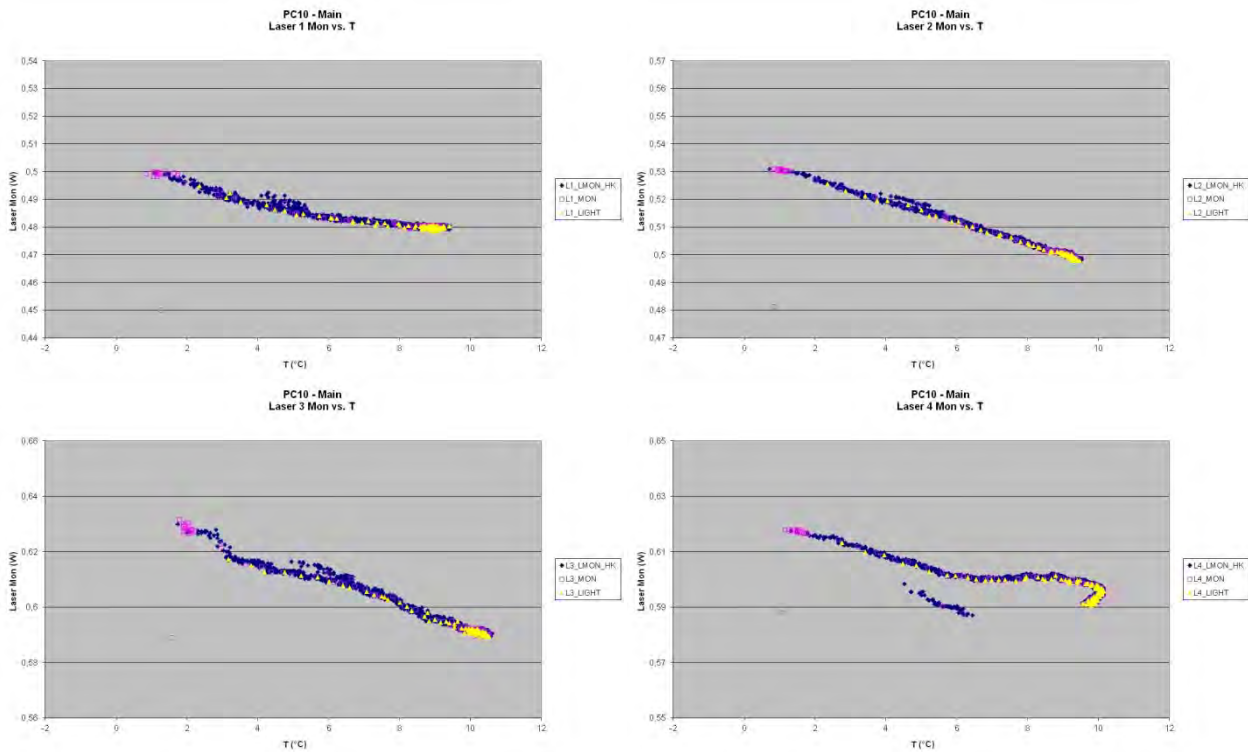 PC10 - Main
Laser 1 Mon vs. T
0,54
0,53
0,52
0,51
0,5
0,49
0,48
0,47
0,46
0,45
0,44
-2 0 2 4 6 8 10 12
Laser Mon (W)
T (°C)
L1_LMON_HK
L1_MON
L1_LIGHT
PC10 - Main
Laser 2 Mon vs. T
0,57
0,56
0,55
0,54
0,53
0,52
0,51
0,5
0,49
0,48
0,47
-2 0 2 4 6 8 10 12
Laser Mon (W)
T (°C)
L2_LMON_HK
L2_MON
L2_LIGHT
PC10 - Main
Laser 3 Mon vs. T
0,66
0,64
0,62
0,6
0,58
0,56
-2 0 2 4 6 8 10 12
Laser Mon (W)
T (°C)
L3_LMON_HK
L3_MON
L3_LIGHT
PC10 - Main
Laser 4 Mon vs. T
0,65
0,63
0,61
0,59
0,57
0,55
-2 0 2 4 6 8 10 12
Laser Mon (W)
T (°C)
L4_LMON_HK
L4_MON
L4_LIGHT